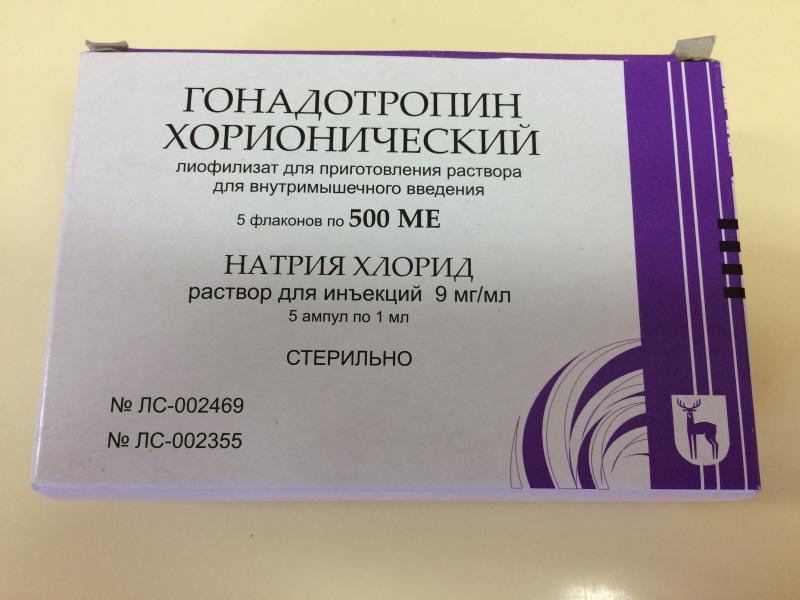 ГОНАДОТРОПИН
ХОРИОНИЧЕСКИЙ
лиофилизат для приготовления раствора
для внутримышечного введения
5 флаконов по 500 МЕ
НАТРИЯ ХЛОРИД
раствор для инъекций 9 мг/мл
5 ампул по 1 мл
СТЕРИЛЬНО
№ ЛС-002469
№ ЛС-002355